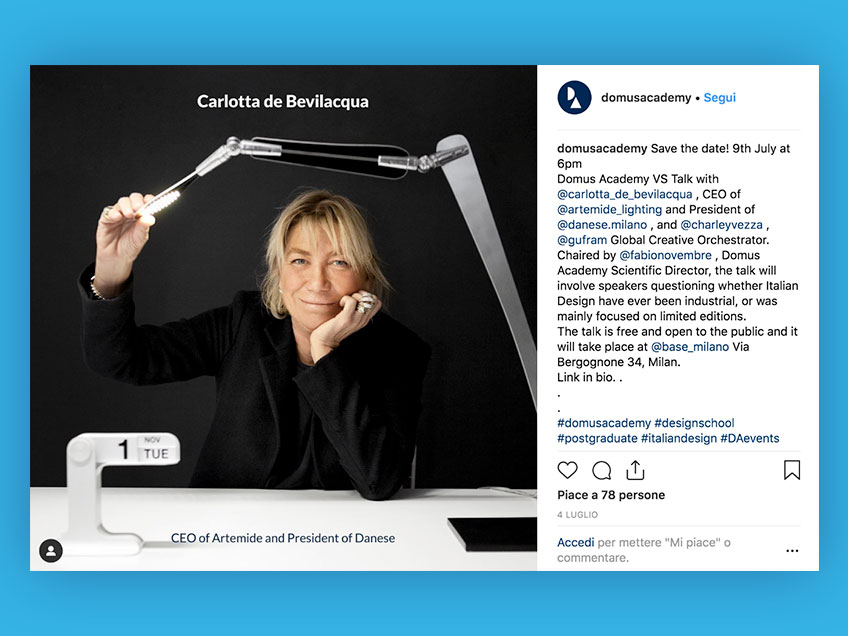 Carlotta de Bevilacqua
1
NOV
TUE
CEO of Artemide and President of Danese
domusacademy • Segui
domusacademy Save the date! 9th July at
6pm
Domus Academy VS Talk with
@carlotta_de_bevilacqua , CEO of
@artemide_lighting and President of
@danese.milano , and @charleyvezza ,
@gufram Global Creative Orchestrator.
Chaired by @fabionovembre , Domus
Academy Scientific Director, the talk will
involve speakers questioning whether Italian
Design have ever been industrial, or was
mainly focused on limited editions.
The talk is free and open to the public and it
will take place at @base_milano Via
Bergognone 34, Milan.
Link in bio. .
.
.
#domusacademy #designschool
#postgraduate #italiandesign #DAevents
Piace a 78 persone
4 LUGLIO
Accedi per mettere "Mi piace" o
commentare.